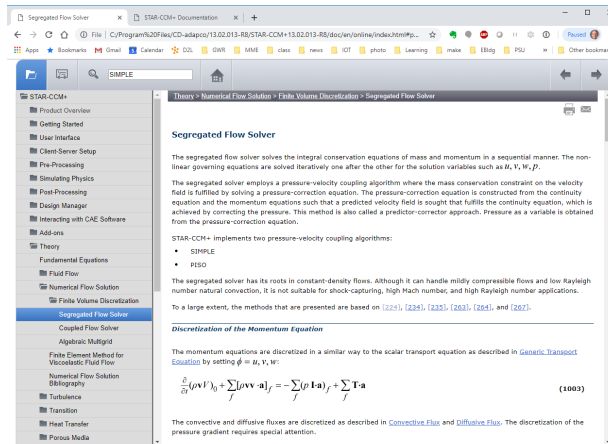 Segregated Flow Solver
STAR-CCM+ Documentation
File | C:/Program%20Files/CD-adapco/13.02.013-R8/STAR-CCM+13.02.013-R8/doc/en/online/index.html#p...
Paused
Apps Bookmarks Gmail Calendar D2L GWR MME class news IOT photo Learning make EBldg PSU » Other bookmar
SIMPLE
STAR-CCM+
Product Overview
Getting Started
User Interface
Client-Server Setup
Pre-Processing
Simulating Physics
Post-Processing
Design Manager
Interacting with CAE Software
Add-ons
Theory
Fundamental Equations
Fluid Flow
Numerical Flow Solution
Finite Volume Discretization
Segregated Flow Solver
Coupled Flow Solver
Algebraic Multigrid
Finite Element Method for
Viscoelastic Fluid Flow
Numerical Flow Solution
Bibliography
Turbulence
Transition
Heat Transfer
Porous Media
Theory > Numerical Flow Solution > Finite Volume Discretization > Segregated Flow Solver
Segregated Flow Solver
The segregated flow solver solves the integral conservation equations of mass and momentum in a sequential manner. The non-
linear governing equations are solved iteratively one after the other for the solution variables such as u, v, w, p.
The segregated solver employs a pressure-velocity coupling algorithm where the mass conservation constraint on the velocity
field is fulfilled by solving a pressure-correction equation. The pressure-correction equation is constructed from the continuity
equation and the momentum equations such that a predicted velocity field is sought that fulfills the continuity equation, which is
achieved by correcting the pressure. This method is also called a predictor-corrector approach. Pressure as a variable is obtained
from the pressure-correction equation.
STAR-CCM+ implements two pressure-velocity coupling algorithms:
• SIMPLE
• PISO
The segregated solver has its roots in constant-density flows. Although it can handle mildly compressible flows and low Rayleigh
number natural convection, it is not suitable for shock-capturing, high Mach number, and high Rayleigh number applications.
To a large extent, the methods that are presented are based on [224], [234], [235], [263], [264], and [267].
Discretization of the Momentum Equation
The momentum equations are discretized in a similar way to the scalar transport equation as described in Generic Transport
Equation by setting ϕ = u, v, w:
∂/∂t (ρvV)₀ + ∑f [ρvv ·a]f = −∑f (p I·a)f + ∑f T·a (1003)
The convective and diffusive fluxes are discretized as described in Convective Flux and Diffusive Flux. The discretization of the
pressure gradient requires special attention.